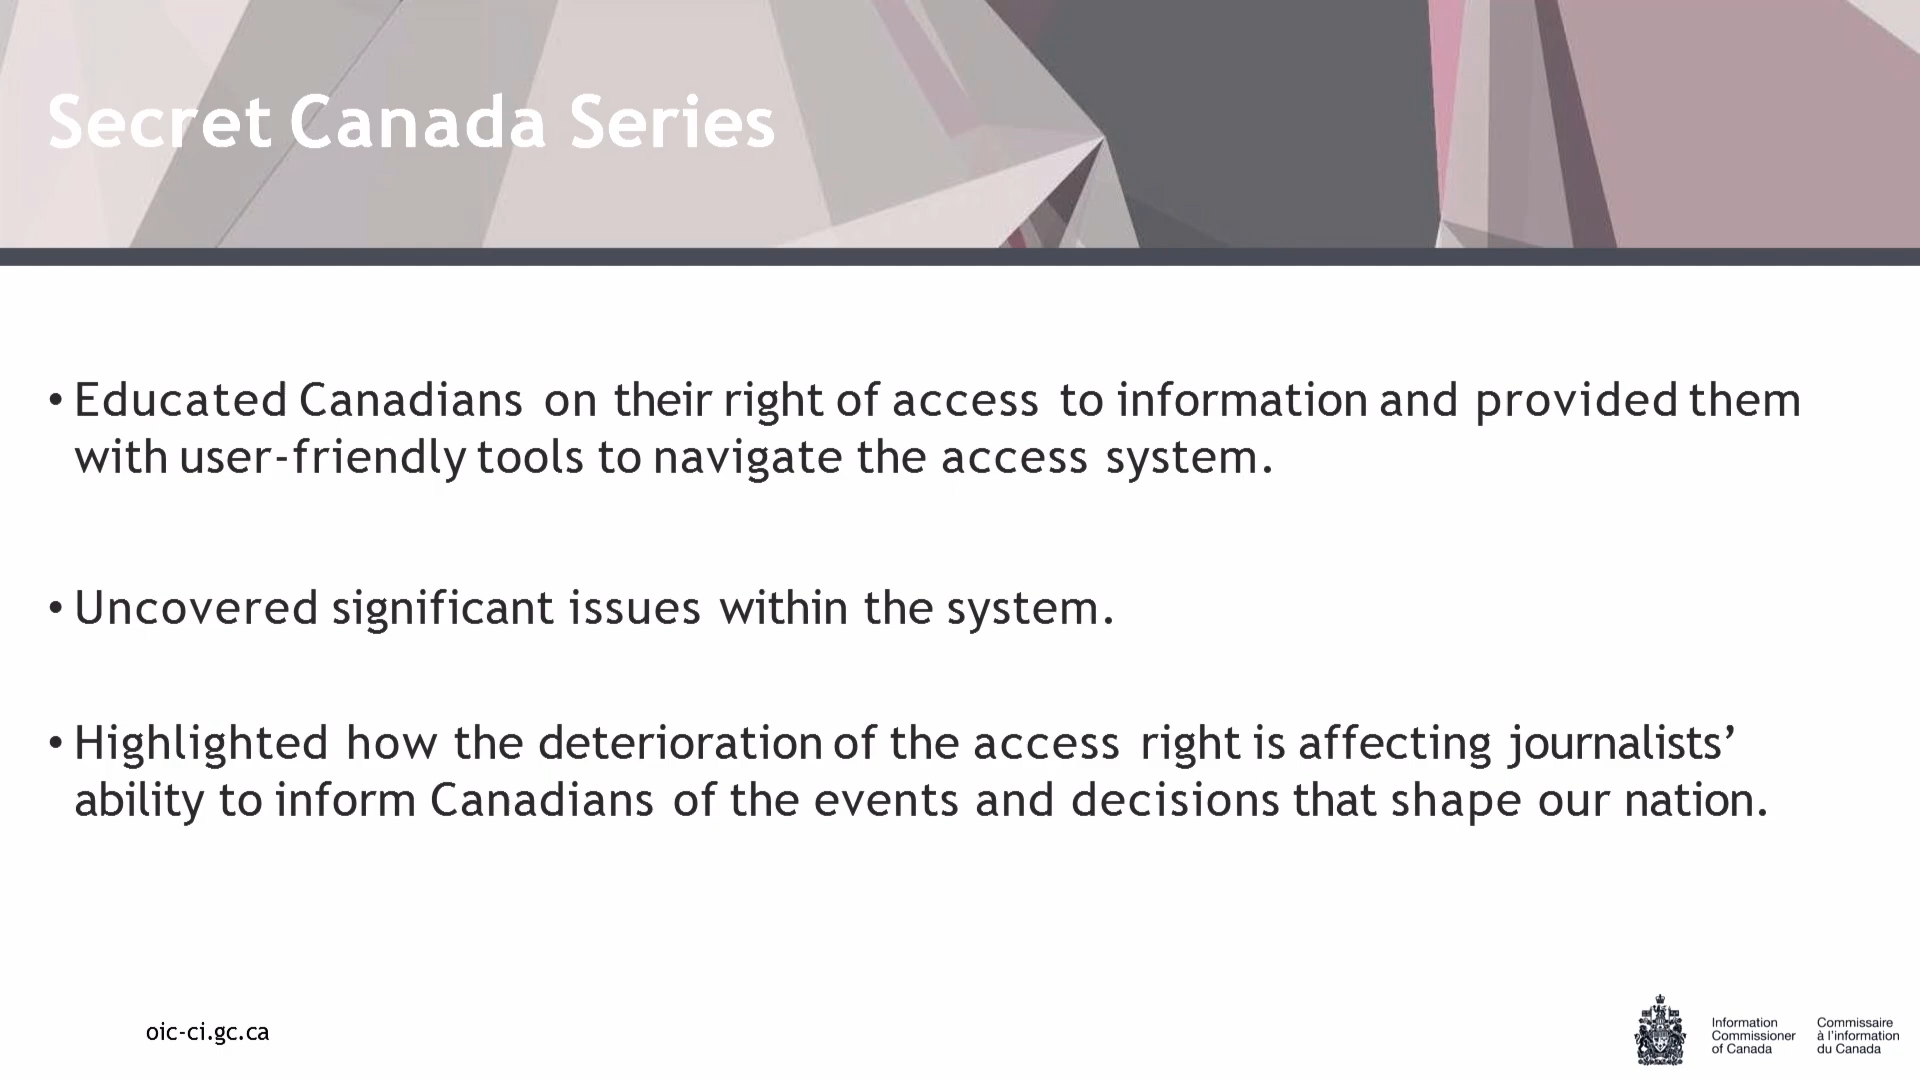 Secret Canada Series
• Educated Canadians on their right of access to information and provided them
with user-friendly tools to navigate the access system.
• Uncovered significant issues within the system.
• Highlighted how the deterioration of the access right is affecting journalists’
ability to inform Canadians of the events and decisions that shape our nation.
oic-ci.gc.ca
Information
Commissioner
of Canada
Commissaire
à l'information
du Canada